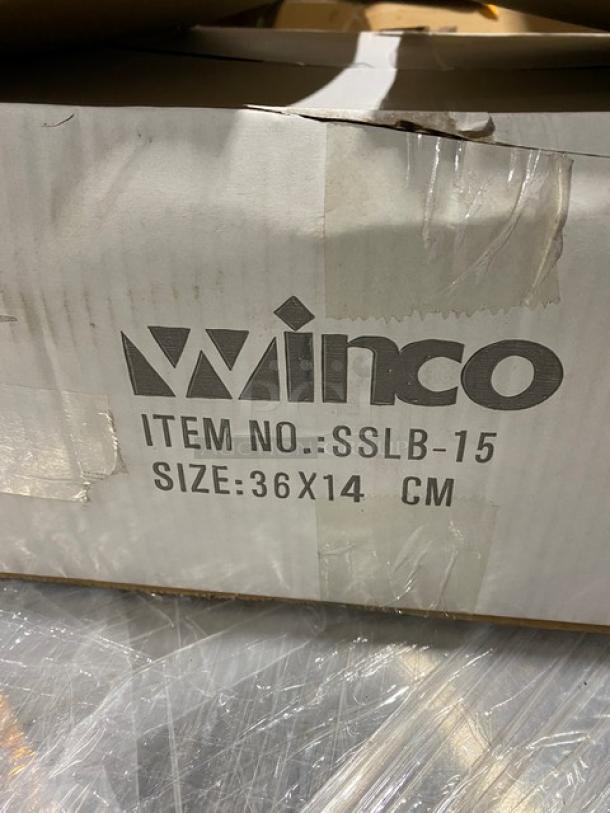 Winco
ITEM NO.:SSLB-15
SIZE:36X14 CM